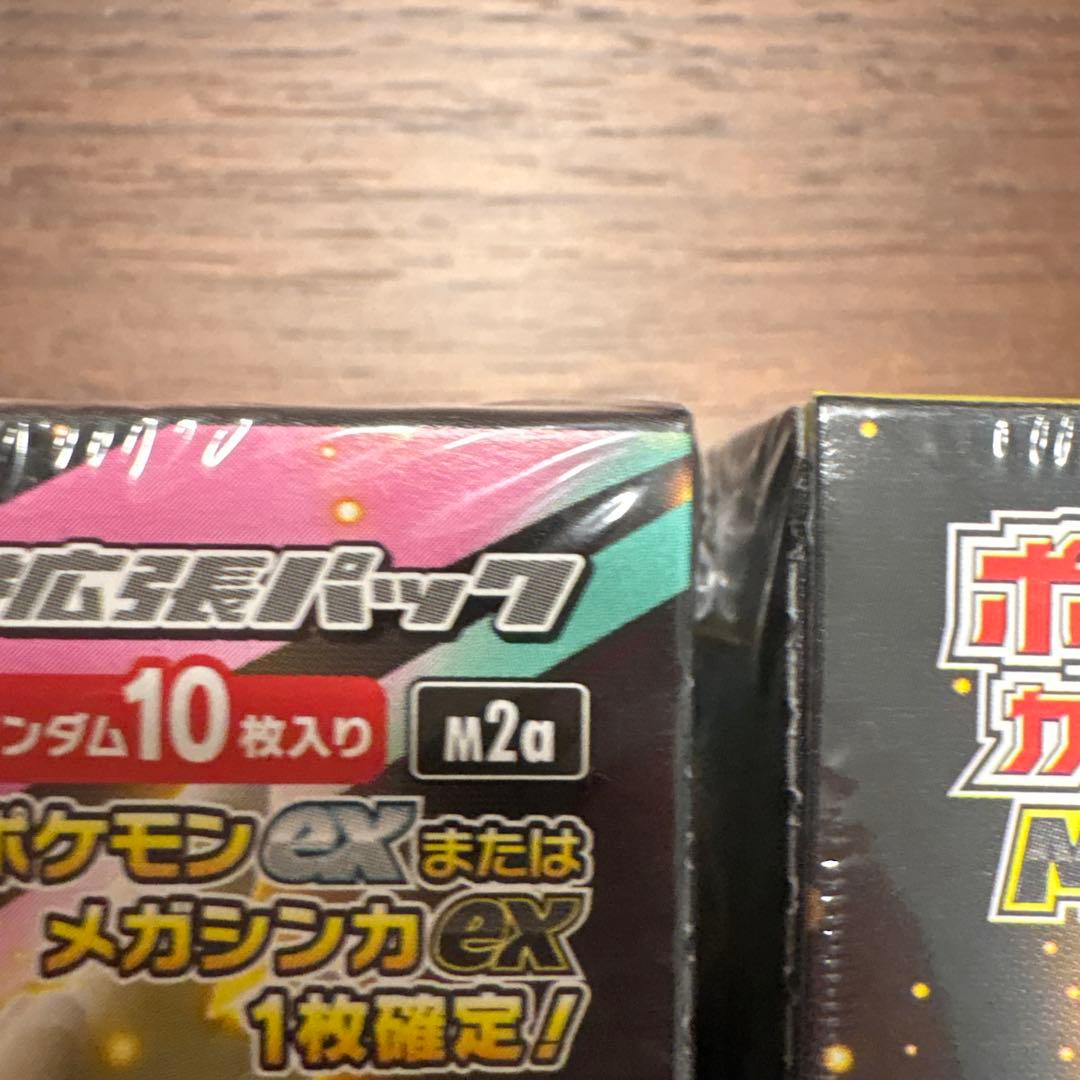 拡張パック
ンダム10枚入り
M2a
ポケモンexまたは
メガシンカex
1枚確定!
ポ
カ
M